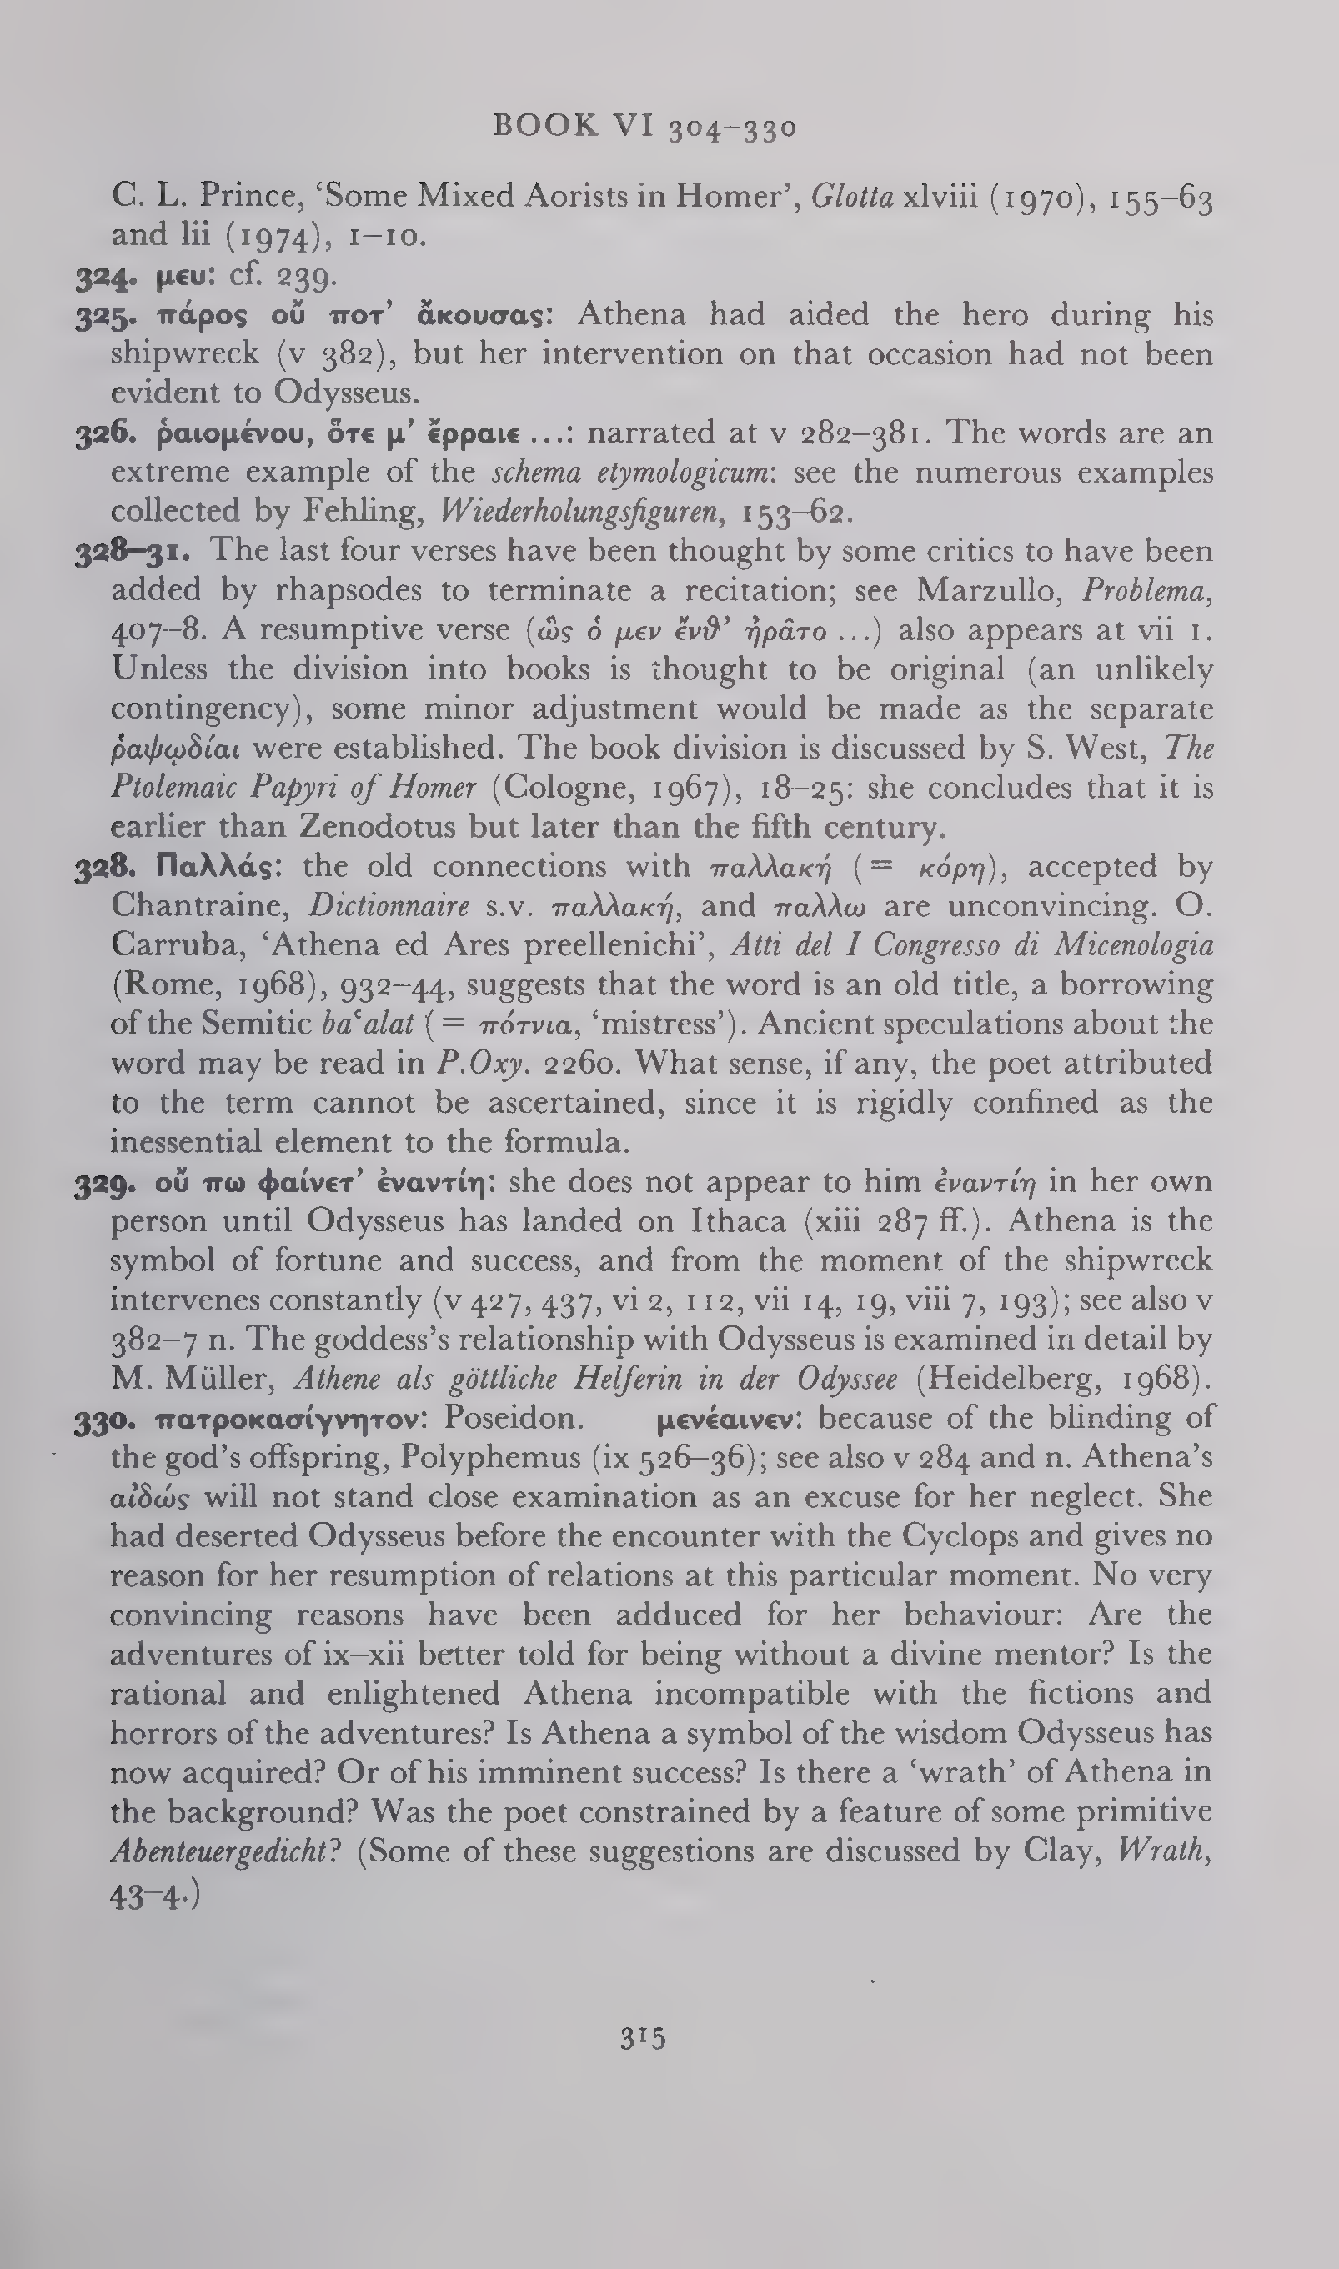 BOOK VI 304–330
C. L. Prince, ‘Some Mixed Aorists in Homer’, Glotta xlviii (1970), 155–63
and lii (1974), 1–10.
324. μευ: cf. 239.
325. πάρος οὔ ποτ’ ἄκουσας: Athena had aided the hero during his
shipwreck (v 382), but her intervention on that occasion had not been
evident to Odysseus.
326. ῥαιομένου, ὅτε μ’ ἔρραιε ...: narrated at v 282–381. The words are an
extreme example of the schema etymologicum: see the numerous examples
collected by Fehling, Wiederholungsfiguren, 153–62.
328–31. The last four verses have been thought by some critics to have been
added by rhapsodes to terminate a recitation; see Marzullo, Problema,
407–8. A resumptive verse (ὣς ὁ μεν ἔνθ’ ἠρᾶτο ...) also appears at vii 1.
Unless the division into books is thought to be original (an unlikely
contingency), some minor adjustment would be made as the separate
ῥαψῳδίαι were established. The book division is discussed by S. West, The
Ptolemaic Papyri of Homer (Cologne, 1967), 18–25: she concludes that it is
earlier than Zenodotus but later than the fifth century.
328. Παλλάς: the old connections with παλλακή (= κόρη), accepted by
Chantraine, Dictionnaire s.v. παλλακή, and παλλω are unconvincing. O.
Carruba, ‘Athena ed Ares preellenichi’, Atti del I Congresso di Micenologia
(Rome, 1968), 932–44, suggests that the word is an old title, a borrowing
of the Semitic baʿalat (= πότνια, ‘mistress’). Ancient speculations about the
word may be read in P.Oxy. 2260. What sense, if any, the poet attributed
to the term cannot be ascertained, since it is rigidly confined as the
inessential element to the formula.
329. οὔ πω φαίνετ’ ἐναντίη: she does not appear to him ἐναντίη in her own
person until Odysseus has landed on Ithaca (xiii 287 ff.). Athena is the
symbol of fortune and success, and from the moment of the shipwreck
intervenes constantly (v 427, 437, vi 2, 112, vii 14, 19, viii 7, 193); see also v
382–7 n. The goddess’s relationship with Odysseus is examined in detail by
M. Müller, Athene als göttliche Helferin in der Odyssee (Heidelberg, 1968).
330. πατροκασίγνητον: Poseidon. μενέαινεν: because of the blinding of
the god’s offspring, Polyphemus (ix 526–36); see also v 284 and n. Athena’s
αἰδώς will not stand close examination as an excuse for her neglect. She
had deserted Odysseus before the encounter with the Cyclops and gives no
reason for her resumption of relations at this particular moment. No very
convincing reasons have been adduced for her behaviour: Are the
adventures of ix–xii better told for being without a divine mentor? Is the
rational and enlightened Athena incompatible with the fictions and
horrors of the adventures? Is Athena a symbol of the wisdom Odysseus has
now acquired? Or of his imminent success? Is there a ‘wrath’ of Athena in
the background? Was the poet constrained by a feature of some primitive
Abenteuergedicht? (Some of these suggestions are discussed by Clay, Wrath,
43–4.)
315